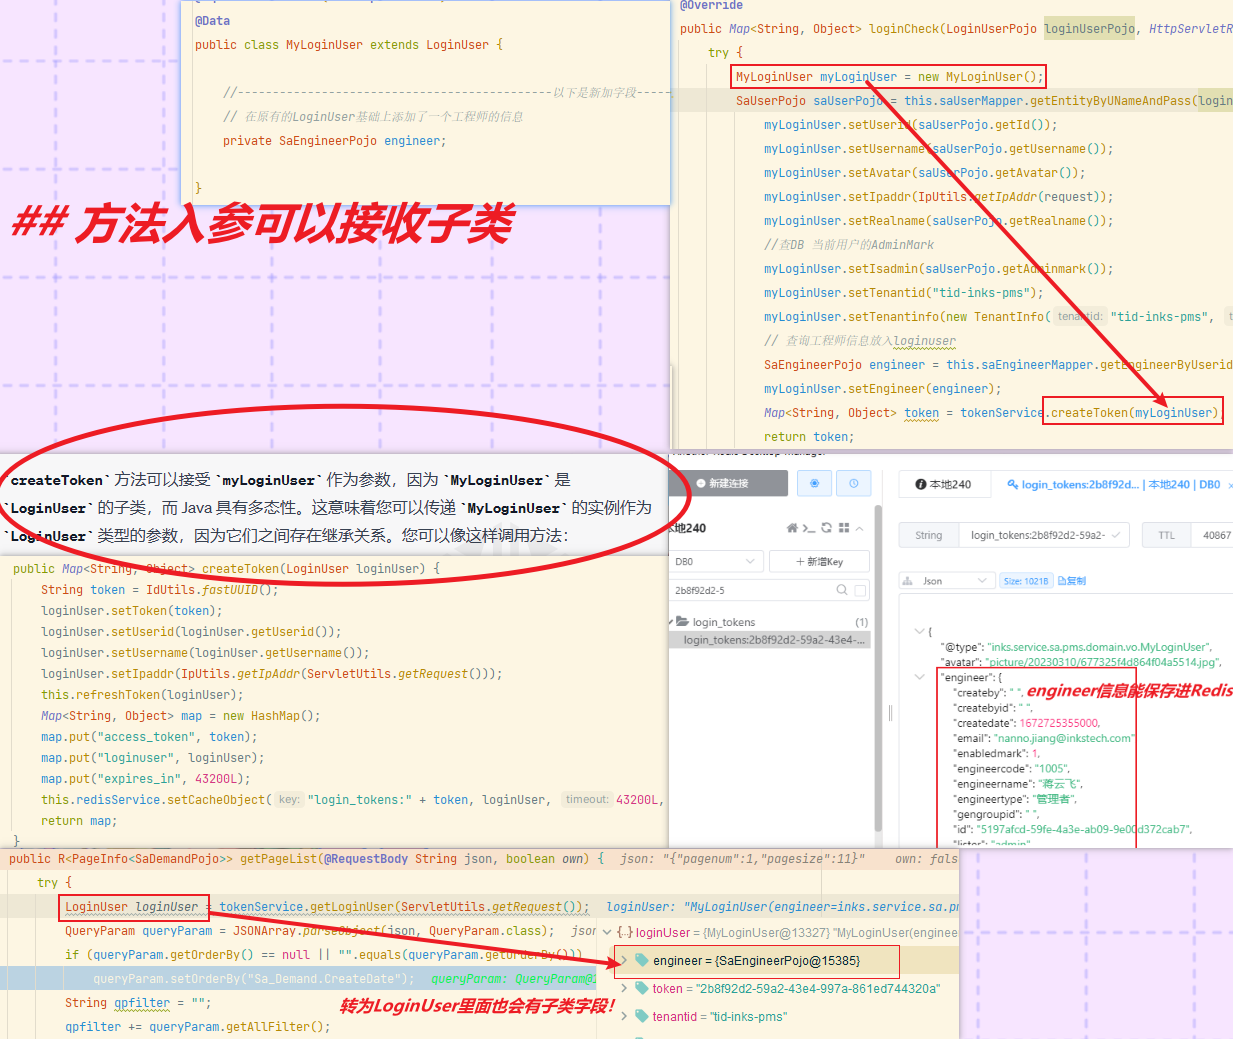 @Data
public class MyLoginUser extends LoginUser {
//---------------------------------------------以下是新加字段-----
// 在原有的LoginUser基础上添加了一个工程师的信息
private SaEngineerPojo engineer;
}
## 方法入参可以接收子类
@Override
public Map<String, Object> loginCheck(LoginUserPojo loginUserPojo, HttpServletR
try {
MyLoginUser myLoginUser = new MyLoginUser();
SaUserPojo saUserPojo = this.saUserMapper.getEntityByUNameAndPass(login
myLoginUser.setUserid(saUserPojo.getId());
myLoginUser.setUsername(saUserPojo.getUsername());
myLoginUser.setAvatar(saUserPojo.getAvatar());
myLoginUser.setIpaddr(IpUtils.getIpAddr(request));
myLoginUser.setRealname(saUserPojo.getRealname());
//查DB 当前用户的AdminMark
myLoginUser.setIsadmin(saUserPojo.getAdminmark());
myLoginUser.setTenantid("tid-inks-pms");
myLoginUser.setTenantinfo(new TenantInfo( tenantid: "tid-inks-pms", t
// 查询工程师信息放入loginuser
SaEngineerPojo engineer = this.saEngineerMapper.getEngineerByUserid
myLoginUser.setEngineer(engineer);
Map<String, Object> token = tokenService.createToken(myLoginUser)
return token;
`createToken` 方法可以接受 `myLoginUser` 作为参数，因为 `MyLoginUser` 是
`LoginUser` 的子类，而 Java 具有多态性。这意味着您可以传递 `MyLoginUser` 的实例作为
`LoginUser` 类型的参数，因为它们之间存在继承关系。您可以像这样调用方法：
public Map<String, Object> createToken(LoginUser loginUser) {
String token = IdUtils.fastUUID();
loginUser.setToken(token);
loginUser.setUserid(loginUser.getUserid());
loginUser.setUsername(loginUser.getUsername());
loginUser.setIpaddr(IpUtils.getIpAddr(ServletUtils.getRequest()));
this.refreshToken(loginUser);
Map<String, Object> map = new HashMap();
map.put("access_token", token);
map.put("loginuser", loginUser);
map.put("expires_in", 43200L);
this.redisService.setCacheObject( key: "login_tokens:" + token, loginUser, timeout: 43200L,
return map;
}
新建连接
本地240
DB0
+ 新增Key
2b8f92d2-5
login_tokens (1)
login_tokens:2b8f92d2-59a2-43e4-...
本地240
login_tokens:2b8f92d... | 本地240 | DB0
String login_tokens:2b8f92d2-59a2- TTL 40867
Json Size: 1021B 复制
{
"@type": "inks.service.sa.pms.domain.vo.MyLoginUser",
"avatar": "picture/20230310/677325f4d864f04a5514.jpg",
"engineer": {
"createby": " ",
engineer信息能保存进Redis
"createbyid": " ",
"createdate": 1672725355000,
"email": "nanno.jiang@inkstech.com"
"enabledmark": 1,
"engineercode": "1005",
"engineername": "蒋云飞",
"engineertype": "管理者",
"gengroupid": " ",
"id": "5197afcd-59fe-4a3e-ab09-9e00d372cab7",
"lister": "admin"
public R<PageInfo<SaDemandPojo>> getPageList(@RequestBody String json, boolean own) { json: "{"pagenum":1,"pagesize":11}" own: fals
try {
LoginUser loginUser = tokenService.getLoginUser(ServletUtils.getRequest()); loginUser: "MyLoginUser(engineer=inks.service.sa.pm
QueryParam queryParam = JSONArray.parseObject(json, QueryParam.class); json
if (queryParam.getOrderBy() == null || "".equals(queryParam.getOrderBy()))
queryParam.setOrderBy("Sa_Demand.CreateDate"); queryParam: QueryParam@1
String qpfilter = "";
qpfilter += queryParam.getAllFilter();
转为LoginUser里面也会有子类字段！
loginUser = {MyLoginUser@13327} "MyLoginUser(enginee
engineer = {SaEngineerPojo@15385}
token = "2b8f92d2-59a2-43e4-997a-861ed744320a"
tenantid = "tid-inks-pms"